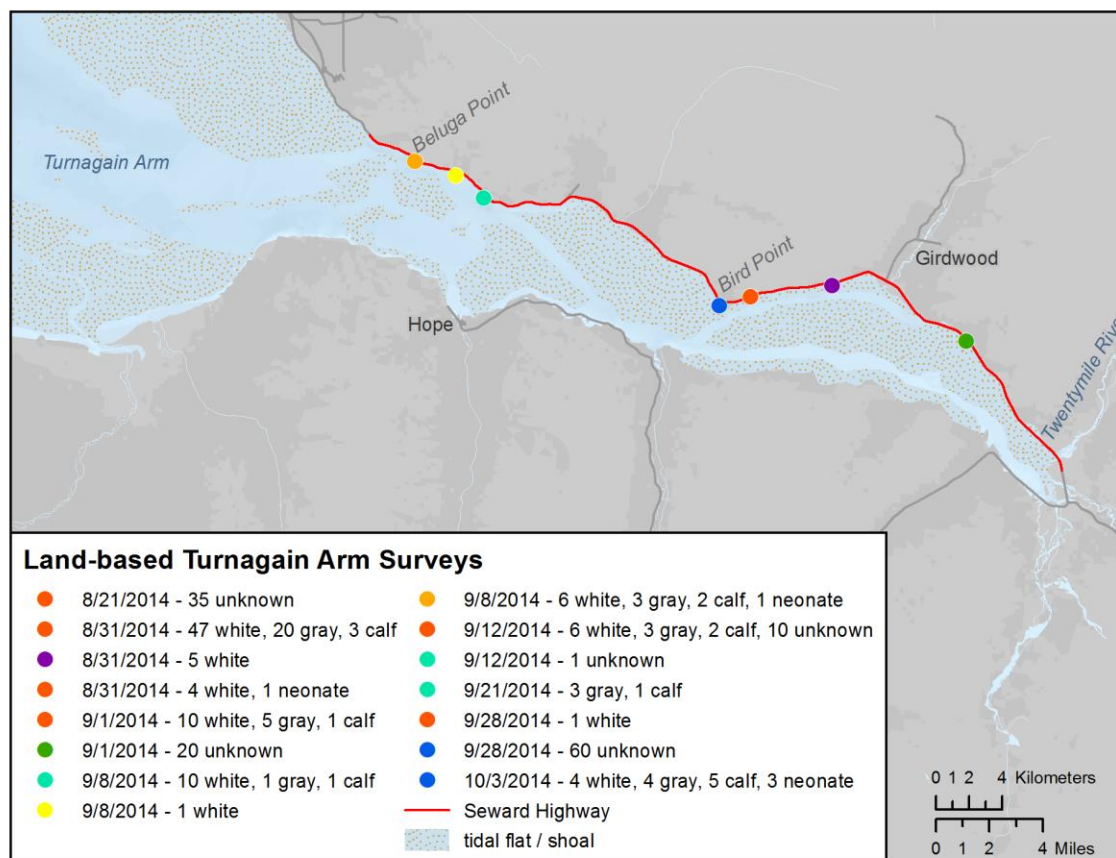 Beluga Point
Turnagain Arm
Bird Point
Girdwood
Hope
Twentymile River
Land-based Turnagain Arm Surveys
8/21/2014 - 35 unknown
8/31/2014 - 47 white, 20 gray, 3 calf
8/31/2014 - 5 white
8/31/2014 - 4 white, 1 neonate
9/1/2014 - 10 white, 5 gray, 1 calf
9/1/2014 - 20 unknown
9/8/2014 - 10 white, 1 gray, 1 calf
9/8/2014 - 1 white
9/8/2014 - 6 white, 3 gray, 2 calf, 1 neonate
9/12/2014 - 6 white, 3 gray, 2 calf, 10 unknown
9/12/2014 - 1 unknown
9/21/2014 - 3 gray, 1 calf
9/28/2014 - 1 white
9/28/2014 - 60 unknown
10/3/2014 - 4 white, 4 gray, 5 calf, 3 neonate
Seward Highway
tidal flat / shoal
0 1 2 4 Kilometers
0 1 2 4 Miles